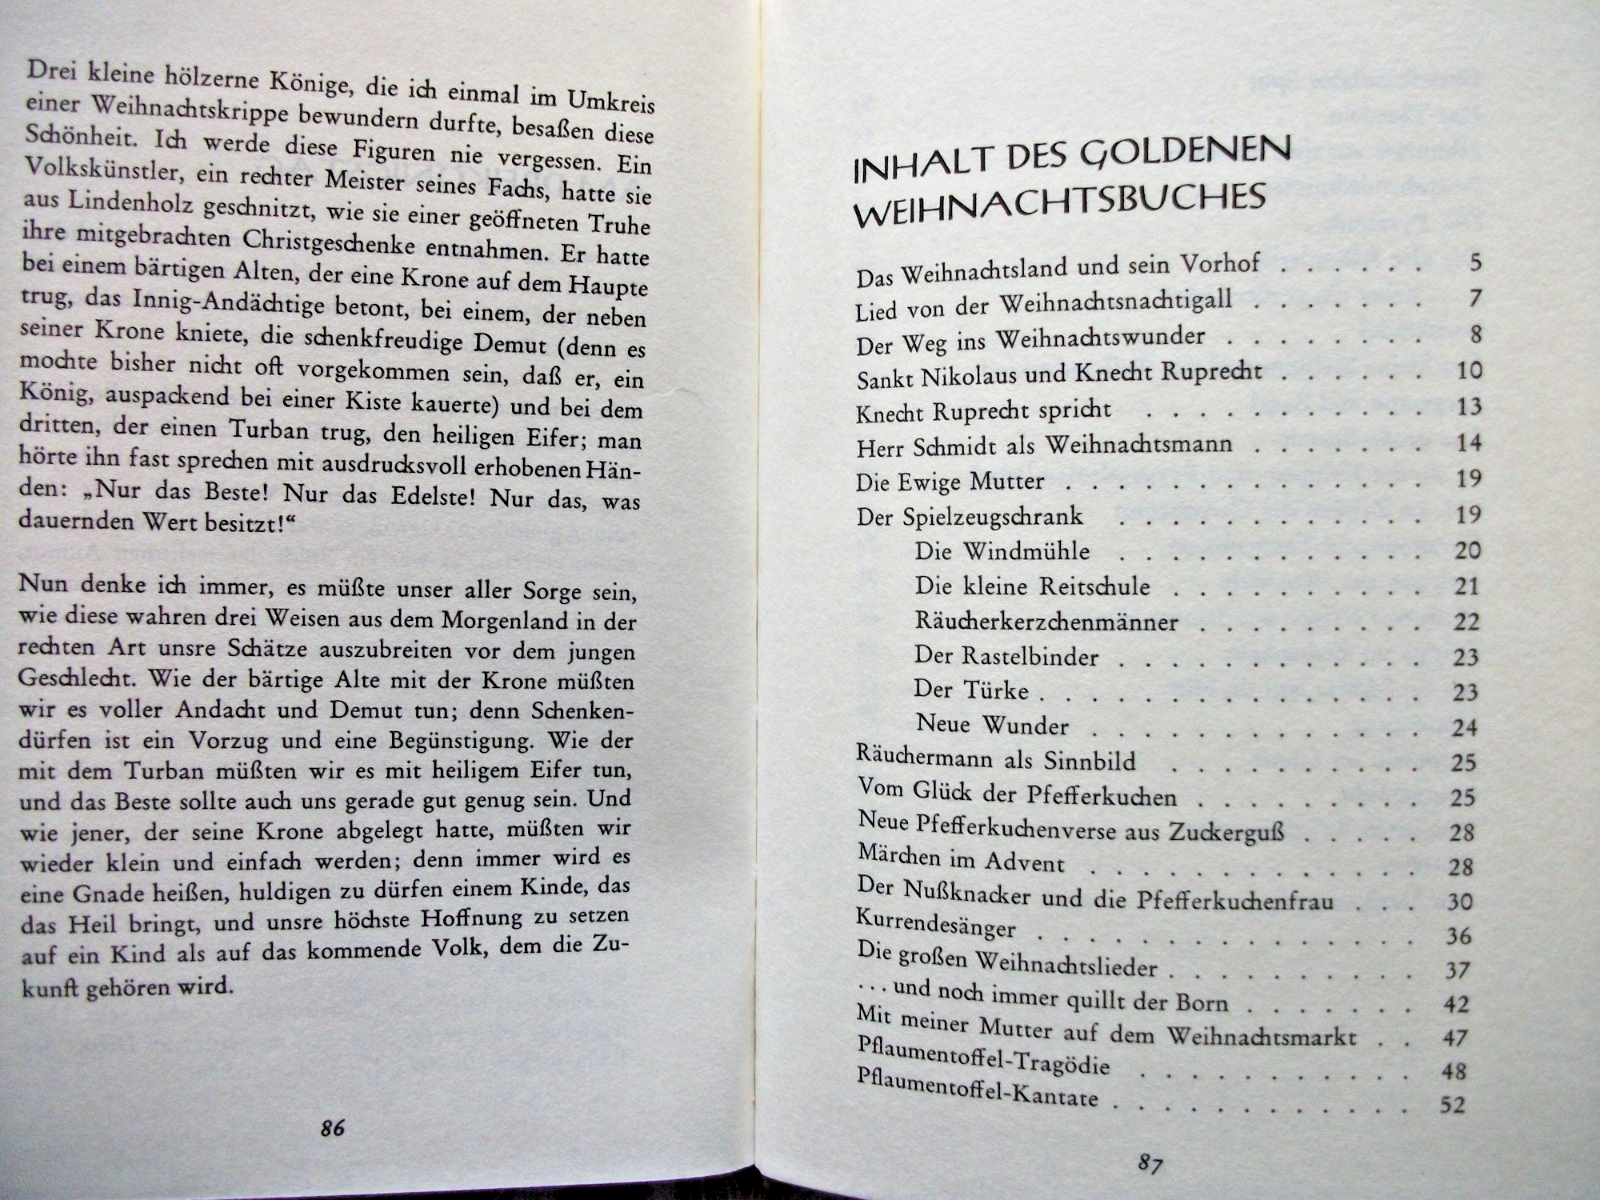 Drei kleine hölzerne Könige, die ich einmal im Umkreis
einer Weihnachtskrippe bewundern durfte, besaßen diese
Schönheit. Ich werde diese Figuren nie vergessen. Ein
Volkskünstler, ein rechter Meister seines Fachs, hatte sie
aus Lindenholz geschnitzt, wie sie einer geöffneten Truhe
ihre mitgebrachten Christgeschenke entnahmen. Er hatte
bei einem bärtigen Alten, der eine Krone auf dem Haupte
trug, das Innig-Andächtige betont, bei einem, der neben
seiner Krone kniete, die schenkfreudige Demut (denn es
mochte bisher nicht oft vorgekommen sein, daß er, ein
König, auspackend bei einer Kiste kauerte) und bei dem
dritten, der einen Turban trug, den heiligen Eifer; man
hörte ihn fast sprechen mit ausdrucksvoll erhobenen Hän-
den: „Nur das Beste! Nur das Edelste! Nur das, was
dauernden Wert besitzt!“
Nun denke ich immer, es müßte unser aller Sorge sein,
wie diese wahren drei Weisen aus dem Morgenland in der
rechten Art unsre Schätze auszubreiten vor dem jungen
Geschlecht. Wie der bärtige Alte mit der Krone müßten
wir es voller Andacht und Demut tun; denn Schenken-
dürfen ist ein Vorzug und eine Begünstigung. Wie der
mit dem Turban müßten wir es mit heiligem Eifer tun,
und das Beste sollte auch uns gerade gut genug sein. Und
wie jener, der seine Krone abgelegt hatte, müßten wir
wieder klein und einfach werden; denn immer wird es
eine Gnade heißen, huldigen zu dürfen einem Kinde, das
das Heil bringt, und unsre höchste Hoffnung zu setzen
auf ein Kind als auf das kommende Volk, dem die Zu-
kunft gehören wird.
86
INHALT DES GOLDENEN
WEIHNACHTSBUCHES
Das Weihnachtsland und sein Vorhof . . . . . . 5
Lied von der Weihnachtsnachtigall . . . . . . . 7
Der Weg ins Weihnachtswunder . . . . . . . . 8
Sankt Nikolaus und Knecht Ruprecht . . . . . . 10
Knecht Ruprecht spricht . . . . . . . . . . . 13
Herr Schmidt als Weihnachtsmann . . . . . . . 14
Die Ewige Mutter . . . . . . . . . . . . . . 19
Der Spielzeugschrank . . . . . . . . . . . . 19
Die Windmühle . . . . . . . . . . . . 20
Die kleine Reitschule . . . . . . . . . . 21
Räucherkerzchenmänner . . . . . . . . . 22
Der Rastelbinder . . . . . . . . . . . . 23
Der Türke . . . . . . . . . . . . . . . 23
Neue Wunder . . . . . . . . . . . . . 24
Räuchermann als Sinnbild . . . . . . . . . . 25
Vom Glück der Pfefferkuchen . . . . . . . . . 25
Neue Pfefferkuchenverse aus Zuckerguß . . . . . 28
Märchen im Advent . . . . . . . . . . . . . 28
Der Nußknacker und die Pfefferkuchenfrau . . . 30
Kurrendesänger . . . . . . . . . . . . . . . 36
Die großen Weihnachtslieder . . . . . . . . . . 37
. . . und noch immer quillt der Born . . . . . . . 42
Mit meiner Mutter auf dem Weihnachtsmarkt . . 47
Pflaumentoffel-Tragödie . . . . . . . . . . . 48
Pflaumentoffel-Kantate . . . . . . . . . . . . 52
87